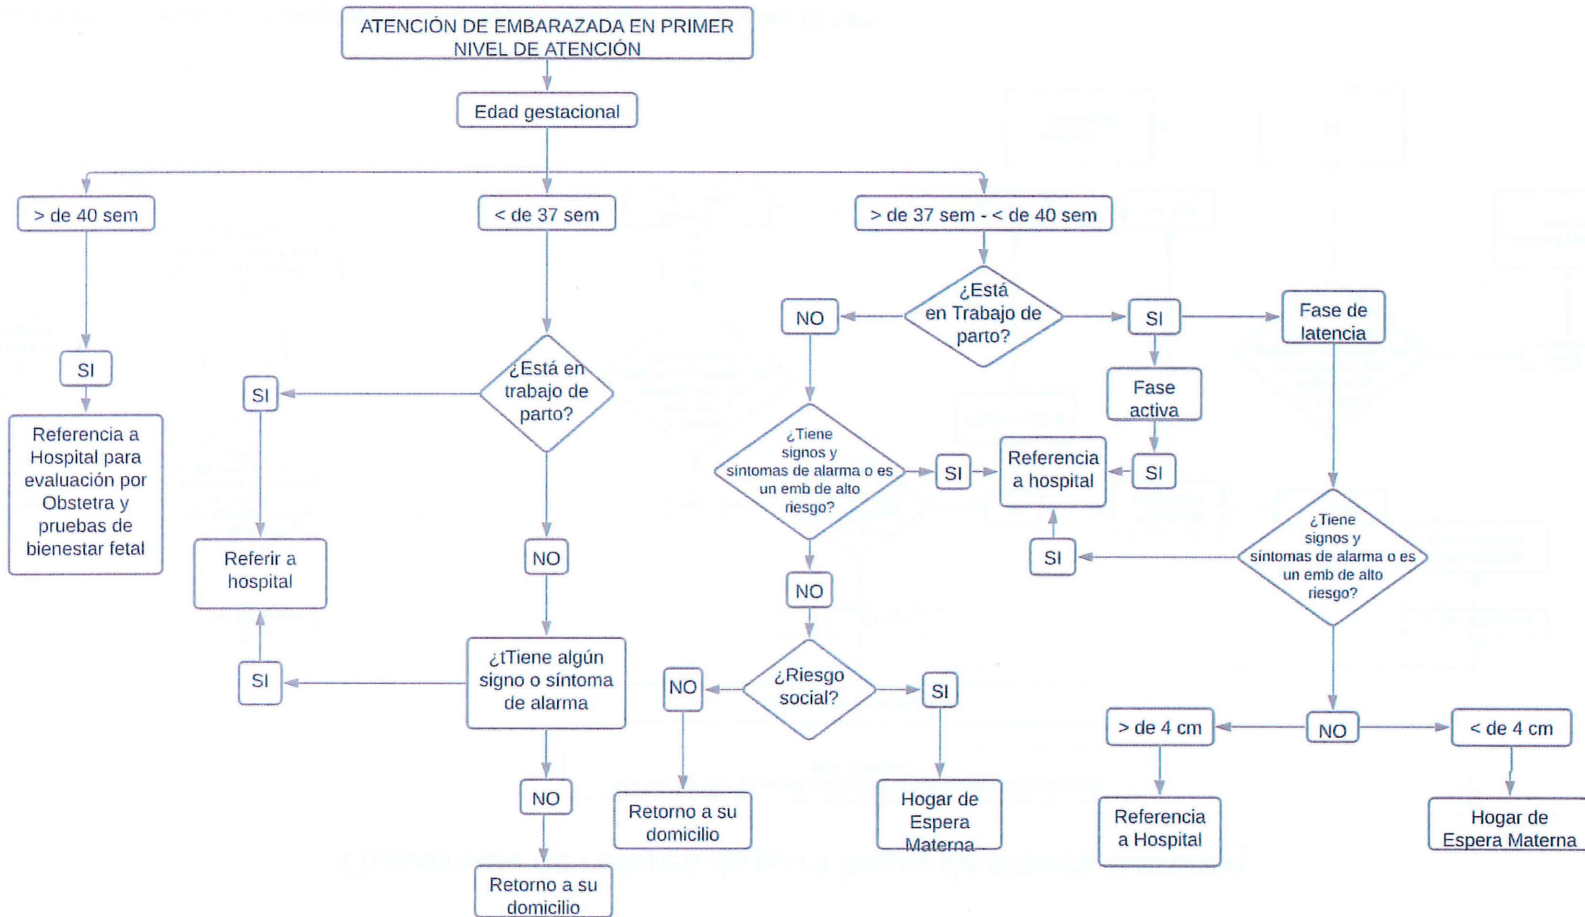 ATENCIÓN DE EMBARAZADA EN PRIMER
NIVEL DE ATENCIÓN
Edad gestacional
> de 40 sem
< de 37 sem
> de 37 sem - < de 40 sem
SI
Referencia a
Hospital para
evaluación por
Obstetra y
pruebas de
bienestar fetal
¿Está en
trabajo de
parto?
SI
Referir a
hospital
NO
¿tTiene algún
signo o síntoma
de alarma
SI
NO
Retorno a su
domicilio
¿Está
en Trabajo de
parto?
NO
SI
Fase de
latencia
Fase
activa
SI
Referencia
a hospital
¿Tiene
signos y
síntomas de alarma o es
un emb de alto
riesgo?
SI
NO
¿Riesgo
social?
NO
SI
Retorno a su
domicilio
Hogar de
Espera
Materna
¿Tiene
signos y
síntomas de alarma o es
un emb de alto
riesgo?
SI
NO
> de 4 cm
< de 4 cm
Referencia
a Hospital
Hogar de
Espera Materna